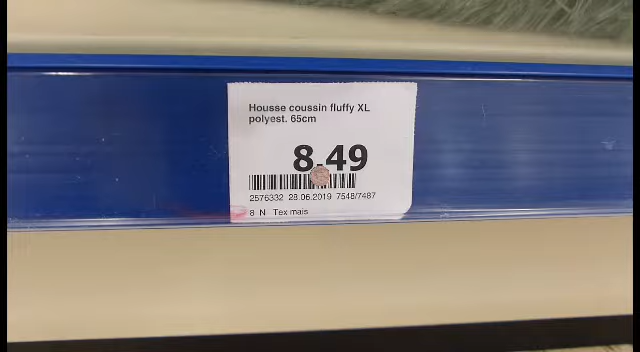 Housse coussin fluffy XL
polyest. 65cm
8.49
2576332 28.06.2019 7548/7487
8 N Tex mais